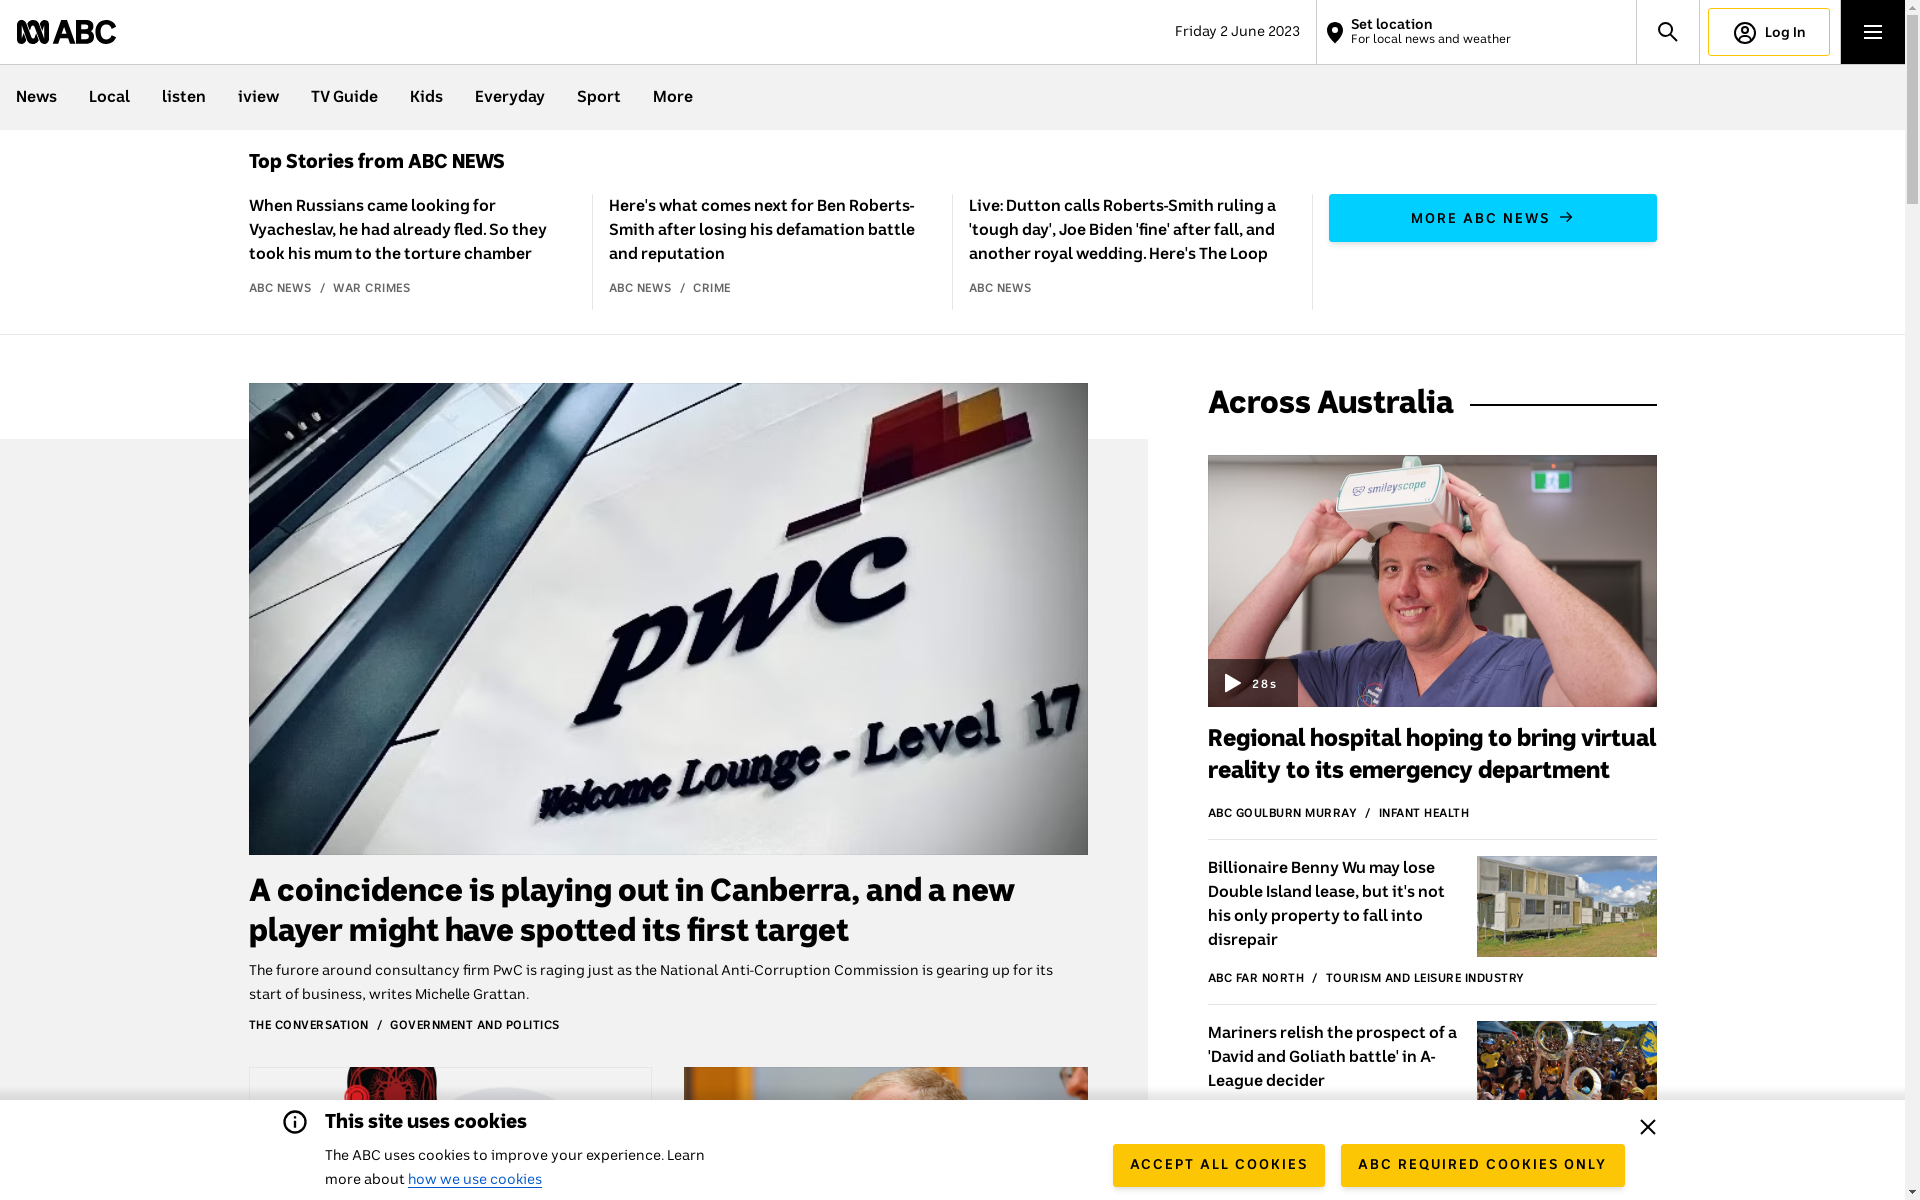 ABC
Friday 2 June 2023
Set location
For local news and weather
Log In
News
Local
listen
iview
TV Guide
Kids
Everyday
Sport
More
Top Stories from ABC NEWS
When Russians came looking for
Vyacheslav, he had already fled. So they
took his mum to the torture chamber
ABC NEWS / WAR CRIMES
Here's what comes next for Ben Roberts-
Smith after losing his defamation battle
and reputation
ABC NEWS / CRIME
Live: Dutton calls Roberts-Smith ruling a
'tough day', Joe Biden 'fine' after fall, and
another royal wedding. Here's The Loop
ABC NEWS
MORE ABC NEWS →
pwc
Welcome Lounge - Level 17
A coincidence is playing out in Canberra, and a new
player might have spotted its first target
The furore around consultancy firm PwC is raging just as the National Anti-Corruption Commission is gearing up for its
start of business, writes Michelle Grattan.
THE CONVERSATION / GOVERNMENT AND POLITICS
Across Australia
smileyscope
28s
Regional hospital hoping to bring virtual
reality to its emergency department
ABC GOULBURN MURRAY / INFANT HEALTH
Billionaire Benny Wu may lose
Double Island lease, but it's not
his only property to fall into
disrepair
ABC FAR NORTH / TOURISM AND LEISURE INDUSTRY
Mariners relish the prospect of a
'David and Goliath battle' in A-
League decider
This site uses cookies
The ABC uses cookies to improve your experience. Learn
more about how we use cookies
ACCEPT ALL COOKIES
ABC REQUIRED COOKIES ONLY